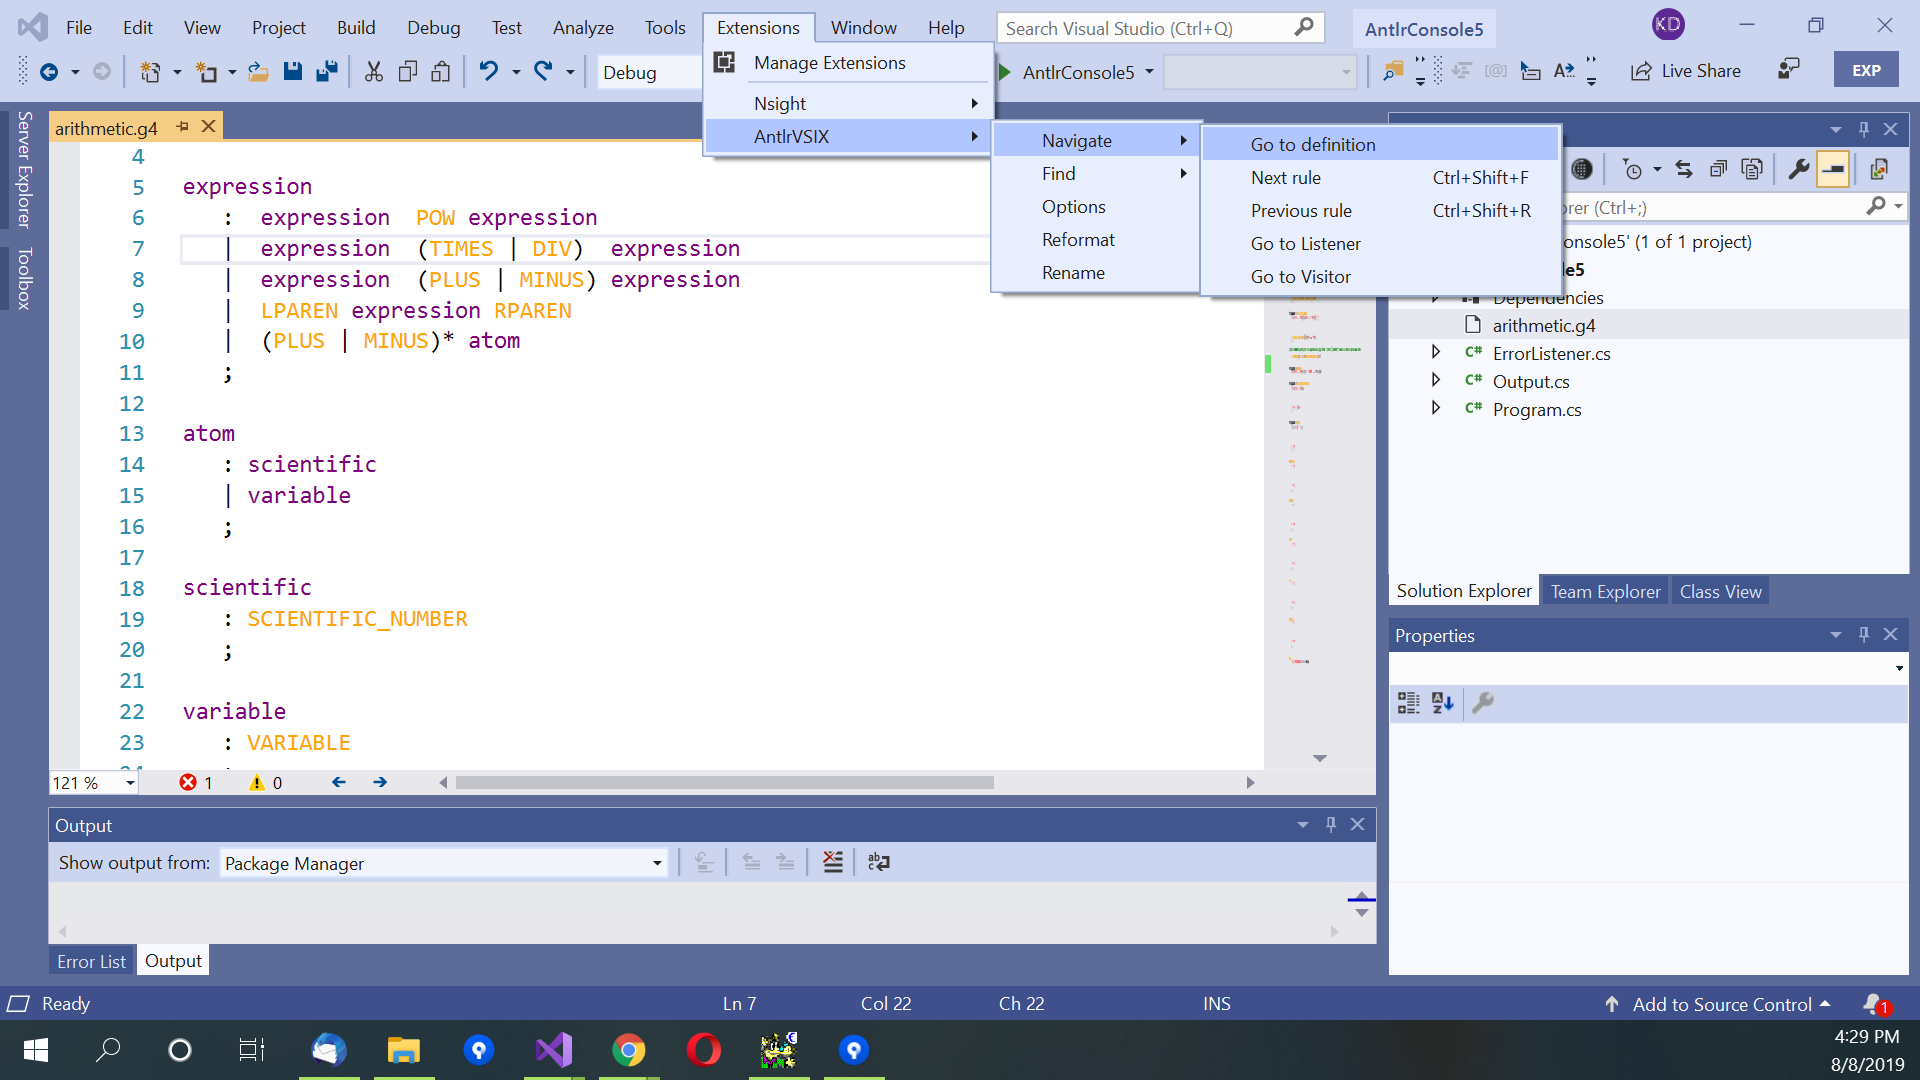 File Edit View Project Build Debug Test Analyze Tools Extensions Window Help Search Visual Studio (Ctrl+Q) AntlrConsole5 KD
Debug AntlrConsole5 Live Share EXP
Manage Extensions
Nsight
AntlrVSIX
Navigate
Find
Options
Reformat
Rename
Go to definition
Next rule Ctrl+Shift+F
Previous rule Ctrl+Shift+R
Go to Listener
Go to Visitor
Server Explorer
Toolbox
arithmetic.g4
4
5 expression
6 : expression POW expression
7 | expression (TIMES | DIV) expression
8 | expression (PLUS | MINUS) expression
9 | LPAREN expression RPAREN
10 | (PLUS | MINUS)* atom
11 ;
12
13 atom
14 : scientific
15 | variable
16 ;
17
18 scientific
19 : SCIENTIFIC_NUMBER
20 ;
21
22 variable
23 : VARIABLE
121 % 1 0
rer (Ctrl+;)
onsole5' (1 of 1 project)
le5
Dependencies
arithmetic.g4
C# ErrorListener.cs
C# Output.cs
C# Program.cs
Solution Explorer Team Explorer Class View
Properties
Output
Show output from: Package Manager
Error List Output
Ready Ln 7 Col 22 Ch 22 INS Add to Source Control 1
4:29 PM
8/8/2019